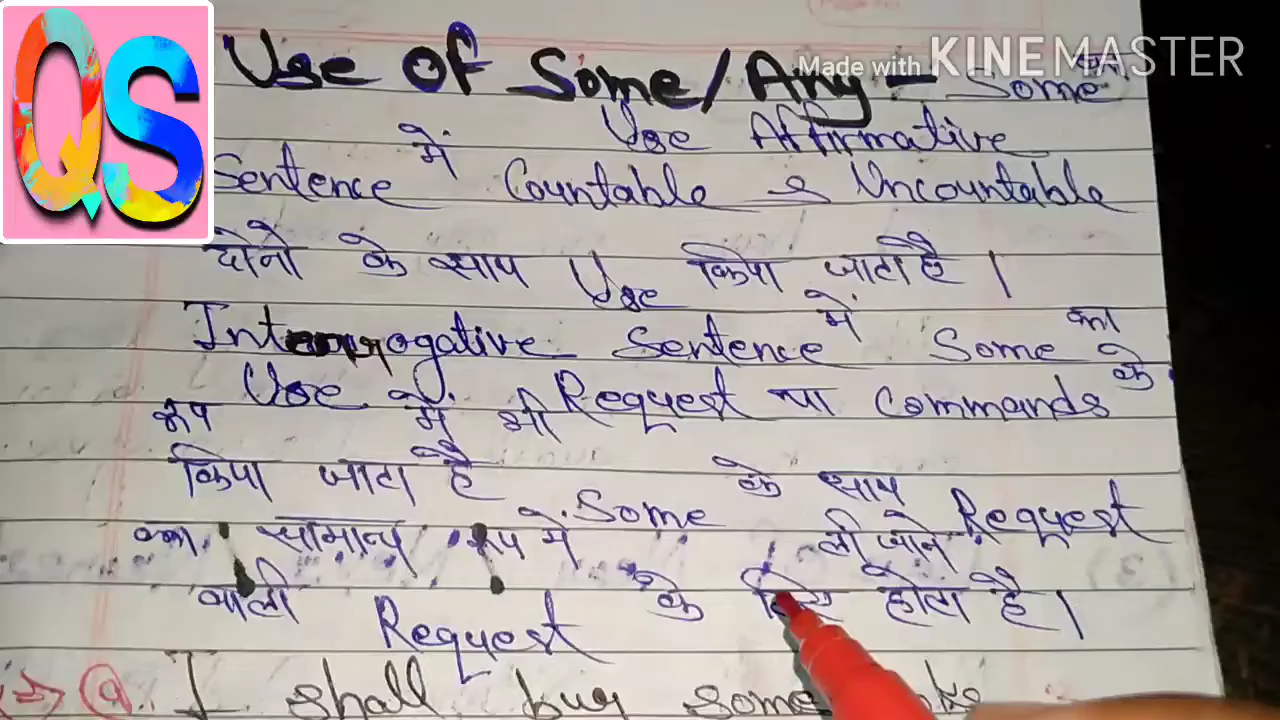 QS
Made with KINEMASTER
Use Of Some/Any - Some का
Use Affirmative
Sentence में Countable & Uncountable
दोनो के साथ Use किया जाता है।
Interrogative Sentence में Some का
Use Request या Commands के
रूप में भी
किया जाता है Some के साथ Request
का सामान्य रूप में Some ली जाने
वाली Request के लिए होता है।
(a) I shall buy some